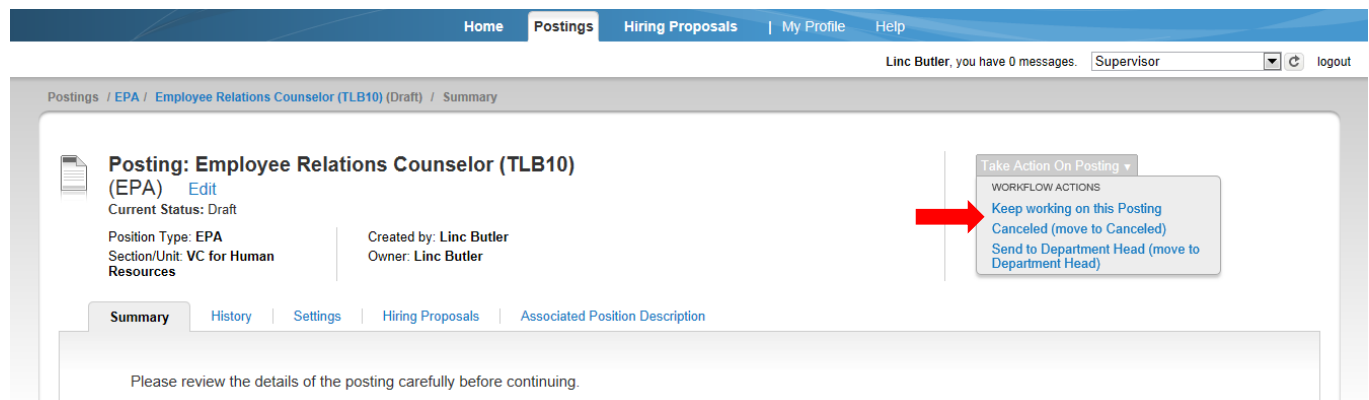 Home Postings Hiring Proposals | My Profile Help
Linc Butler, you have 0 messages. Supervisor logout
Postings / EPA / Employee Relations Counselor (TLB10) (Draft) / Summary
Posting: Employee Relations Counselor (TLB10)
(EPA) Edit
Current Status: Draft
Position Type: EPA
Section/Unit: VC for Human
Resources
Created by: Linc Butler
Owner: Linc Butler
Take Action On Posting
WORKFLOW ACTIONS
Keep working on this Posting
Canceled (move to Canceled)
Send to Department Head (move to
Department Head)
Summary History Settings Hiring Proposals Associated Position Description
Please review the details of the posting carefully before continuing.